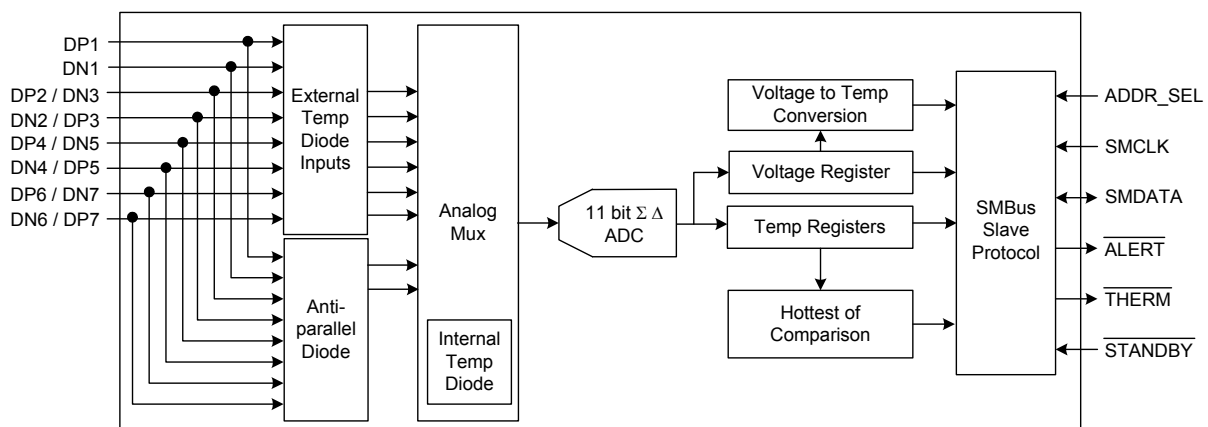 DP1
DN1
DP2 / DN3
DN2 / DP3
DP4 / DN5
DN4 / DP5
DP6 / DN7
DN6 / DP7
External
Temp
Diode
Inputs
Anti-
parallel
Diode
Analog
Mux
Internal
Temp
Diode
11 bit Σ Δ
ADC
Voltage to Temp
Conversion
Voltage Register
Temp Registers
Hottest of
Comparison
SMBus
Slave
Protocol
ADDR_SEL
SMCLK
SMDATA
ALERT
THERM
STANDBY